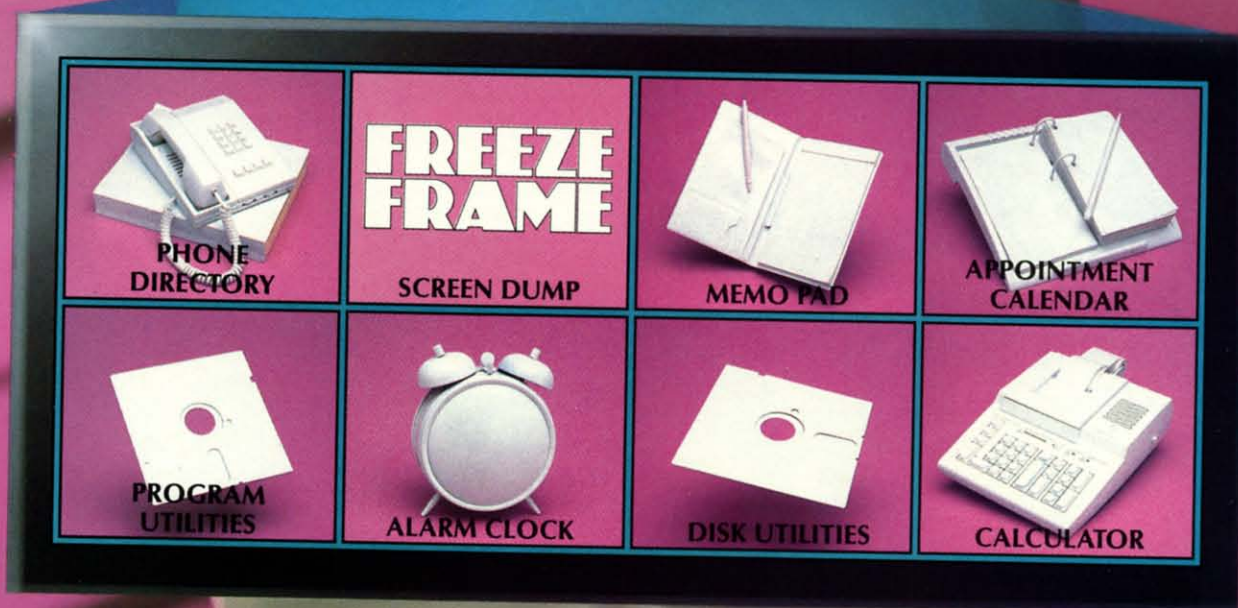 PHONE
DIRECTORY
FREEZE
FRAME
SCREEN DUMP
MEMO PAD
APPOINTMENT
CALENDAR
PROGRAM
UTILITIES
ALARM CLOCK
DISK UTILITIES
CALCULATOR